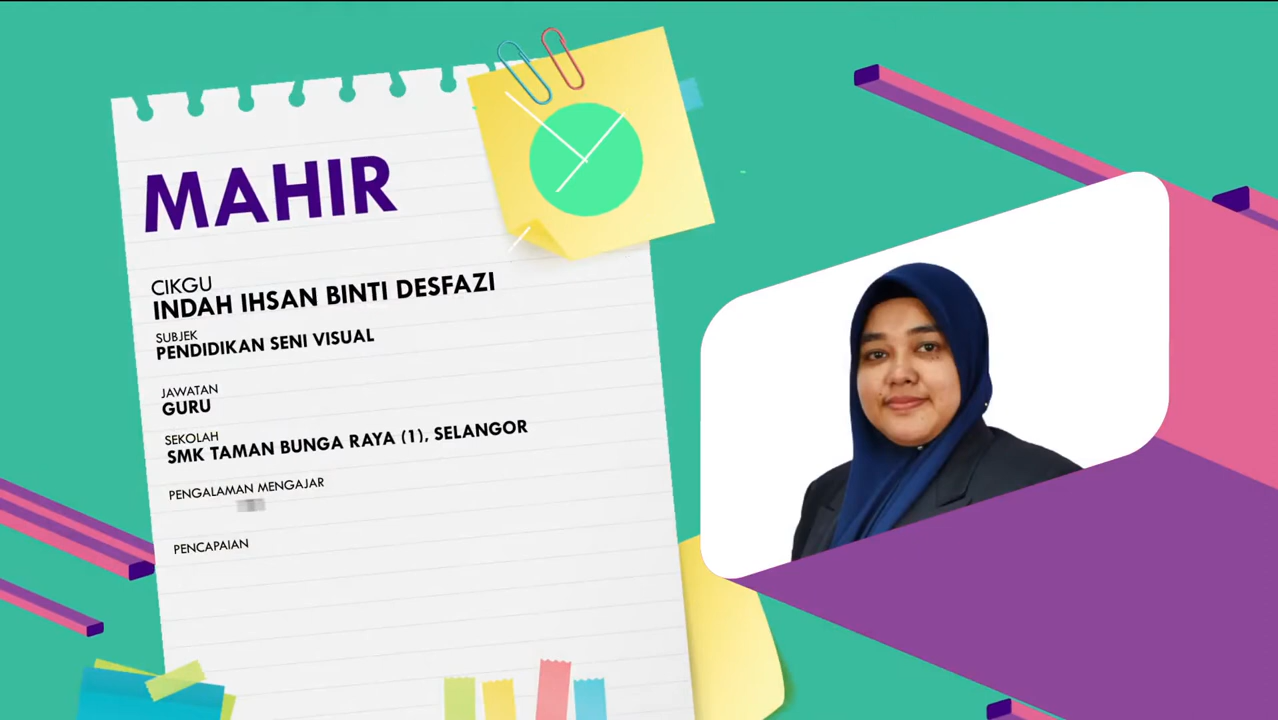 MAHIR
CIKGU
INDAH IHSAN BINTI DESFAZI
SUBJEK
PENDIDIKAN SENI VISUAL
JAWATAN
GURU
SEKOLAH
SMK TAMAN BUNGA RAYA (1), SELANGOR
PENGALAMAN MENGAJAR
PENCAPAIAN